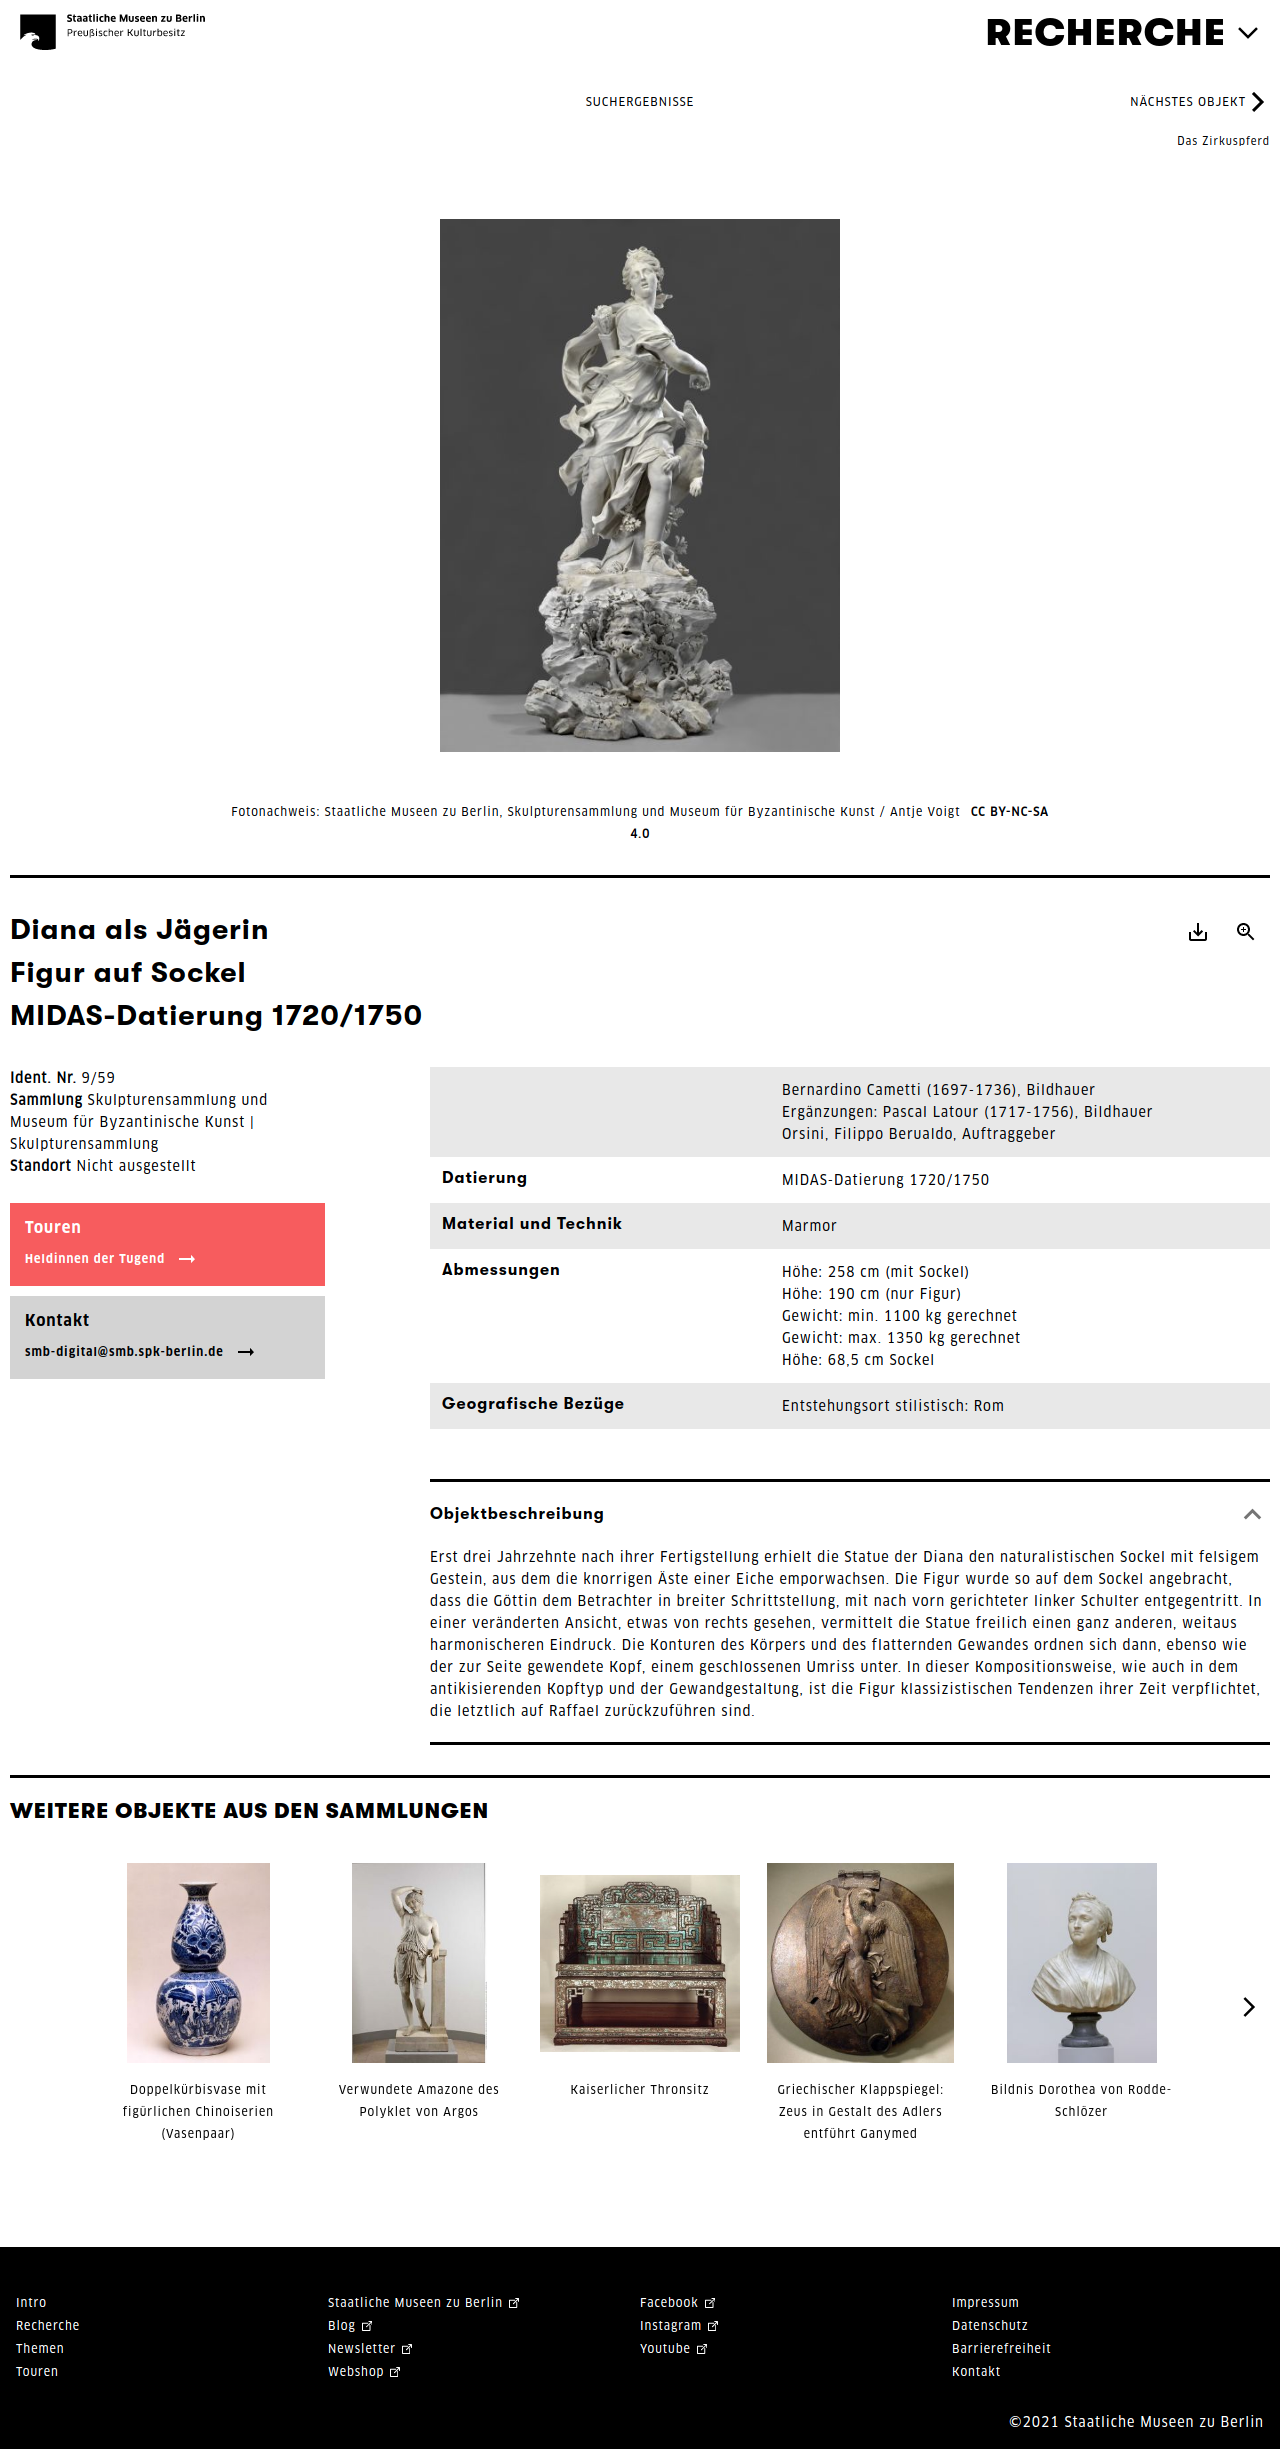 Staatliche Museen zu Berlin
Preußischer Kulturbesitz
RECHERCHE
SUCHERGEBNISSE
NÄCHSTES OBJEKT
Das Zirkuspferd
Fotonachweis: Staatliche Museen zu Berlin, Skulpturensammlung und Museum für Byzantinische Kunst / Antje Voigt CC BY-NC-SA
4.0
Diana als Jägerin
Figur auf Sockel
MIDAS-Datierung 1720/1750
Ident. Nr. 9/59
Sammlung Skulpturensammlung und
Museum für Byzantinische Kunst |
Skulpturensammlung
Standort Nicht ausgestellt
Touren
Heldinnen der Tugend
Kontakt
smb-digital@smb.spk-berlin.de
Bernardino Cametti (1697-1736), Bildhauer
Ergänzungen: Pascal Latour (1717-1756), Bildhauer
Orsini, Filippo Berualdo, Auftraggeber
Datierung MIDAS-Datierung 1720/1750
Material und Technik Marmor
Abmessungen Höhe: 258 cm (mit Sockel)
Höhe: 190 cm (nur Figur)
Gewicht: min. 1100 kg gerechnet
Gewicht: max. 1350 kg gerechnet
Höhe: 68,5 cm Sockel
Geografische Bezüge Entstehungsort stilistisch: Rom
Objektbeschreibung
Erst drei Jahrzehnte nach ihrer Fertigstellung erhielt die Statue der Diana den naturalistischen Sockel mit felsigem
Gestein, aus dem die knorrigen Äste einer Eiche emporwachsen. Die Figur wurde so auf dem Sockel angebracht,
dass die Göttin dem Betrachter in breiter Schrittstellung, mit nach vorn gerichteter linker Schulter entgegentritt. In
einer veränderten Ansicht, etwas von rechts gesehen, vermittelt die Statue freilich einen ganz anderen, weitaus
harmonischeren Eindruck. Die Konturen des Körpers und des flatternden Gewandes ordnen sich dann, ebenso wie
der zur Seite gewendete Kopf, einem geschlossenen Umriss unter. In dieser Kompositionsweise, wie auch in dem
antikisierenden Kopftyp und der Gewandgestaltung, ist die Figur klassizistischen Tendenzen ihrer Zeit verpflichtet,
die letztlich auf Raffael zurückzuführen sind.
WEITERE OBJEKTE AUS DEN SAMMLUNGEN
Doppelkürbisvase mit
figürlichen Chinoiserien
(Vasenpaar)
Verwundete Amazone des
Polyklet von Argos
Kaiserlicher Thronsitz
Griechischer Klappspiegel:
Zeus in Gestalt des Adlers
entführt Ganymed
Bildnis Dorothea von Rodde-
Schlözer
Intro
Recherche
Themen
Touren
Staatliche Museen zu Berlin
Blog
Newsletter
Webshop
Facebook
Instagram
Youtube
Impressum
Datenschutz
Barrierefreiheit
Kontakt
©2021 Staatliche Museen zu Berlin